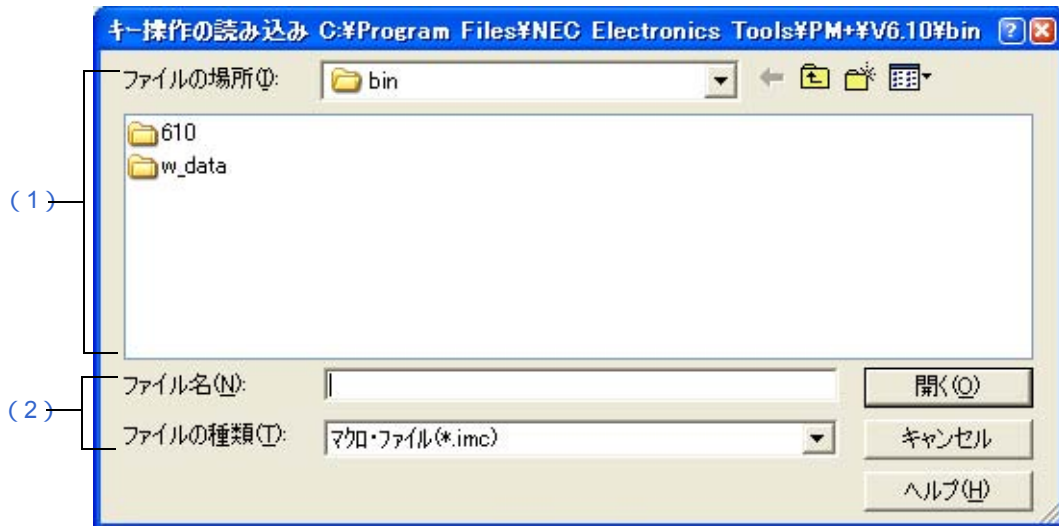 キー操作の読み込み C:¥Program Files¥NEC Electronics Tools¥PM+¥V6.10¥bin
ファイルの場所(I):
bin
610
w_data
(1)
ファイル名(N):
開く(O)
(2)
ファイルの種類(T):
マクロ・ファイル(*.imc)
キャンセル
ヘルプ(H)